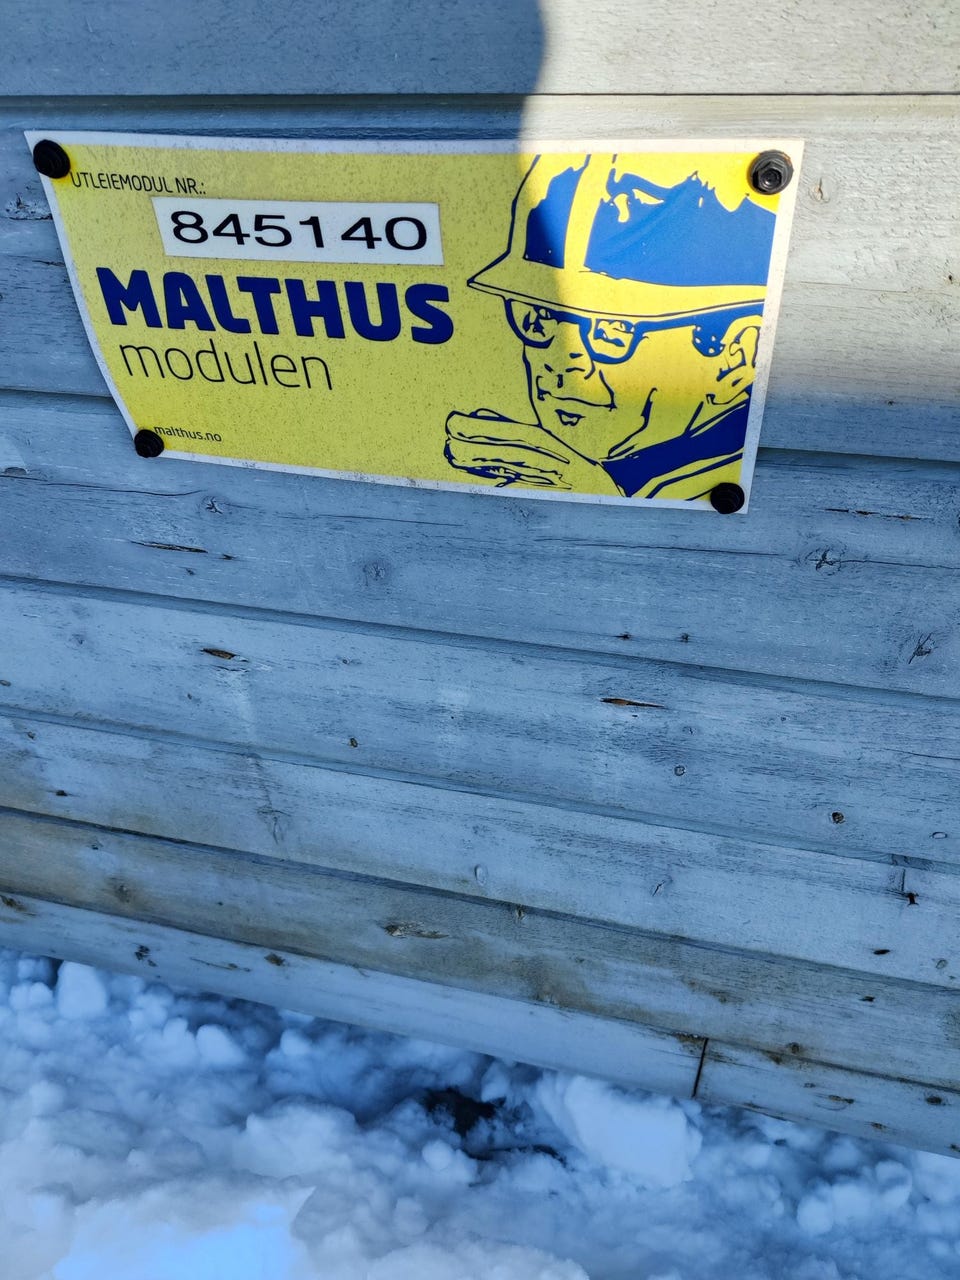 UTLEIEMODUL NR.:
845140
MALTHUS
modulen
malthus.no